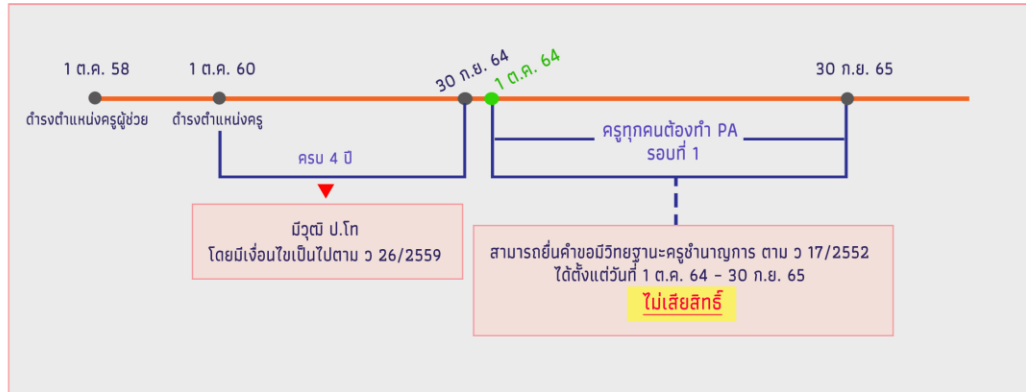 1 ต.ค. 58
1 ต.ค. 60
30 ก.ย. 64
1 ต.ค. 64
30 ก.ย. 65
ดำรงตำแหน่งครูผู้ช่วย
ดำรงตำแหน่งครู
ครบ 4 ปี
ครูทุกคนต้องทำ PA
รอบที่ 1
มีวุฒิ ป.โท
โดยมีเงื่อนไขเป็นไปตาม ว 26/2559
สามารถยื่นคำขอมีวิทยฐานะครูชำนาญการ ตาม ว 17/2552
ได้ตั้งแต่วันที่ 1 ต.ค. 64 - 30 ก.ย. 65
ไม่เสียสิทธิ์